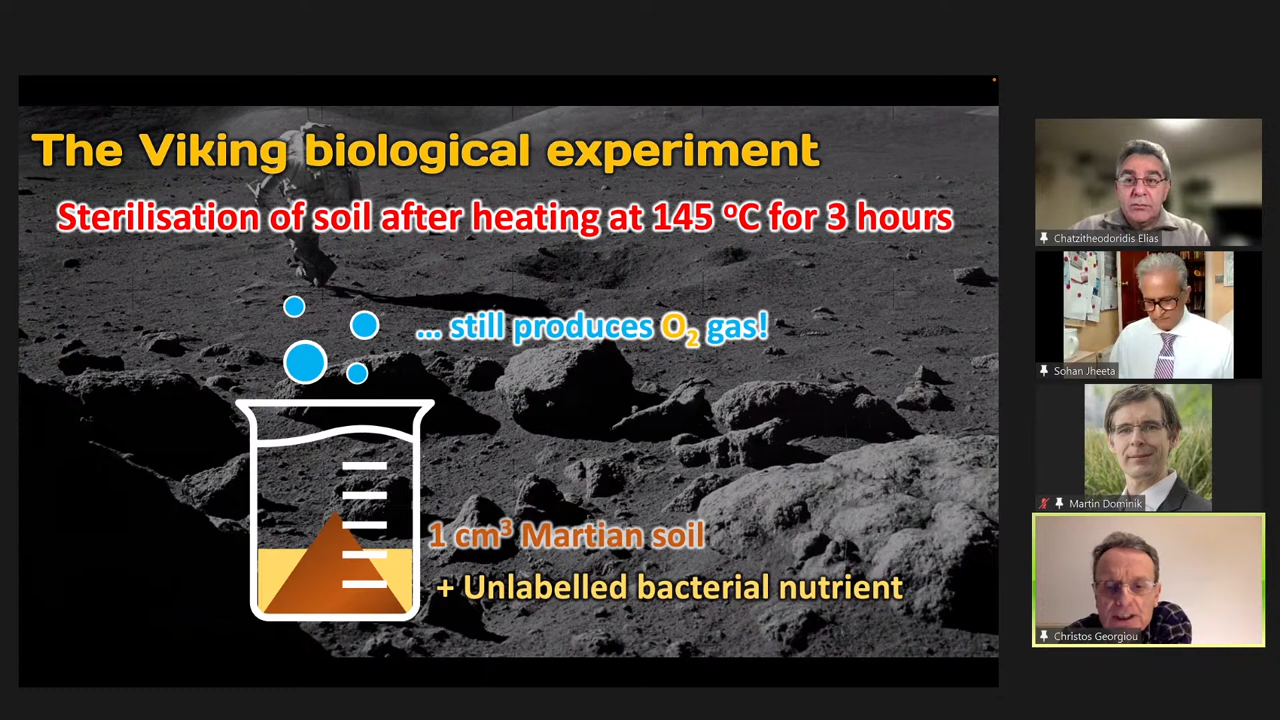 The Viking biological experiment
Sterilisation of soil after heating at 145 ºC for 3 hours
... still produces O₂ gas!
1 cm³ Martian soil
+ Unlabelled bacterial nutrient
Chatzitheodoridis Elias
Sohan Jheeta
Martin Dominik
Christos Georgiou